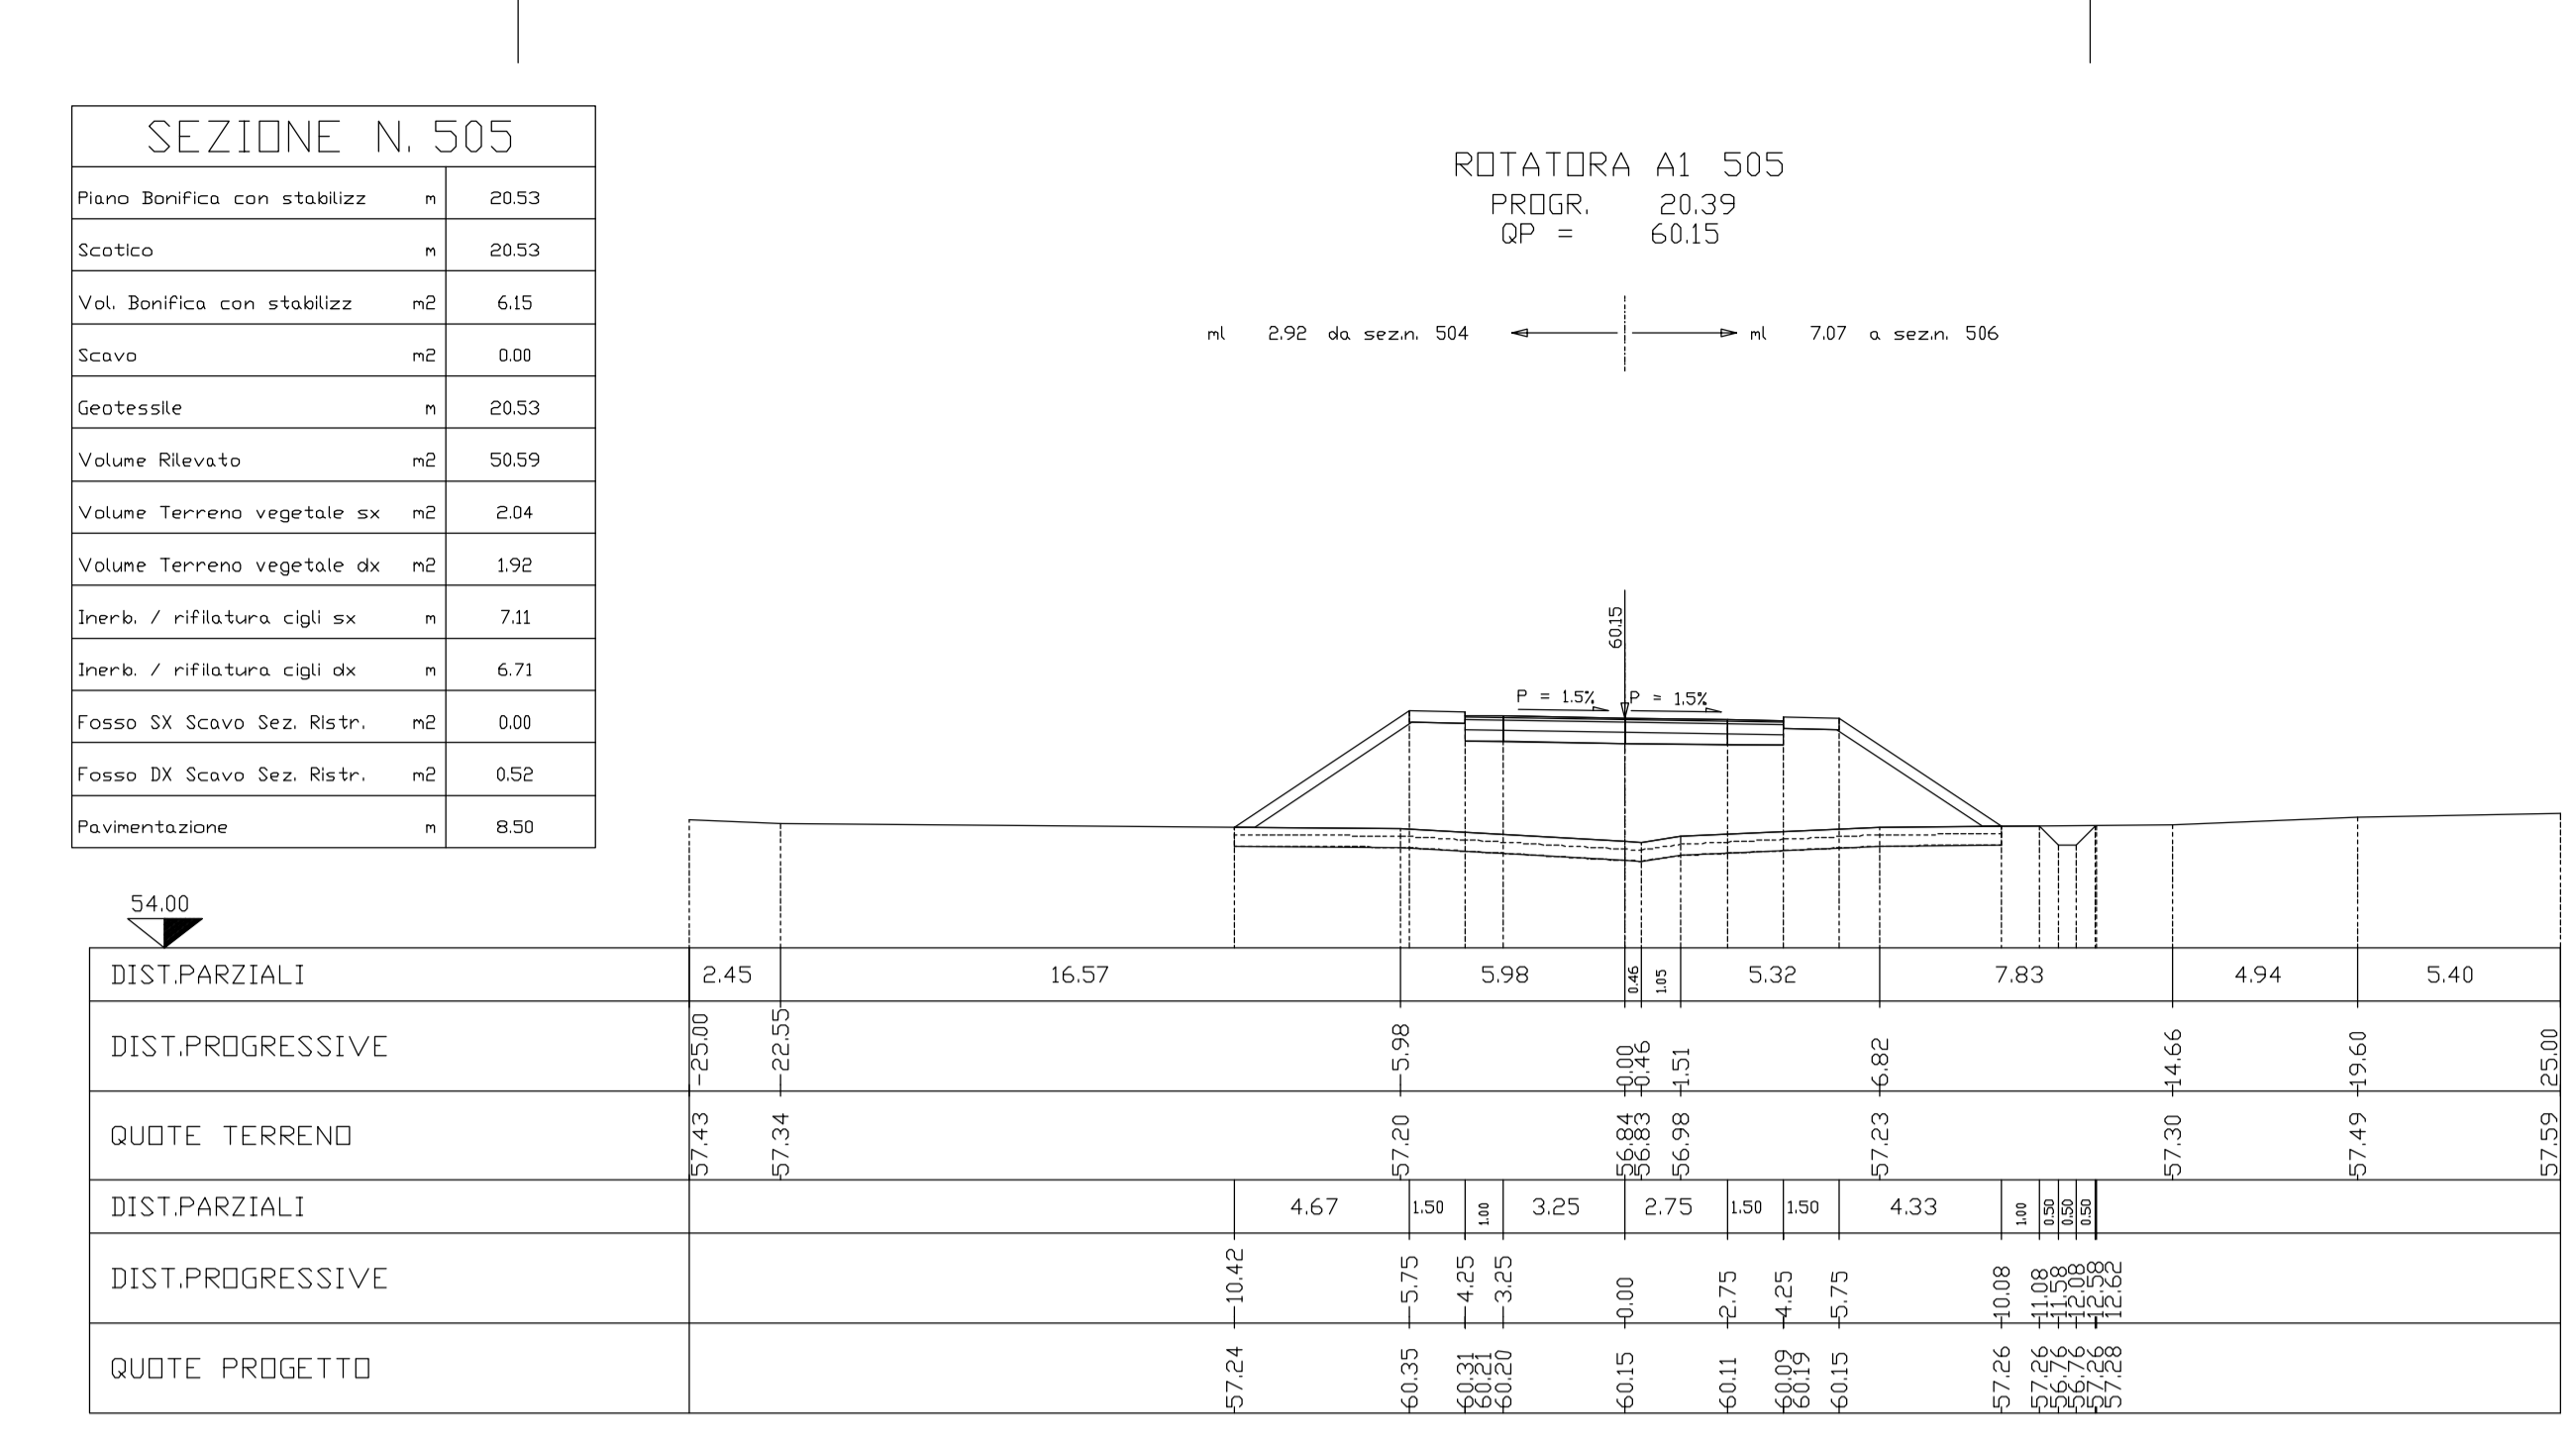 SEZIONE N. 505
Piano Bonifica con stabilizz m 20.53
Scotico m 20.53
Vol. Bonifica con stabilizz m2 6.15
Scavo m2 0.00
Geotessile m 20.53
Volume Rilevato m2 50.59
Volume Terreno vegetale sx m2 2.04
Volume Terreno vegetale dx m2 1.92
Inerb. / rifilatura cigli sx m 7.11
Inerb. / rifilatura cigli dx m 6.71
Fosso SX Scavo Sez. Ristr. m2 0.00
Fosso DX Scavo Sez. Ristr. m2 0.52
Pavimentazione m 8.50
ROTATORA A1 505
PROGR. 20.39
QP = 60.15
ml 2.92 da sez.n. 504
ml 7.07 a sez.n. 506
60.15
P = 1.5% P = 1.5%
54.00
DIST.PARZIALI 2.45 16.57 5.98 0.46 1.05 5.32 7.83 4.94 5.40
DIST.PROGRESSIVE -25.00 -22.55 -5.98 0.00 0.46 1.51 6.82 14.66 19.60 25.00
QUOTE TERRENO 57.43 57.34 57.20 56.84 56.83 56.98 57.23 57.30 57.49 57.59
DIST.PARZIALI 4.67 1.50 1.00 3.25 2.75 1.50 1.50 4.33 1.00 0.50 0.50 0.50
DIST.PROGRESSIVE -10.42 -5.75 -4.25 -3.25 0.00 2.75 4.25 5.75 10.08 11.08 11.58 12.08 12.58 12.62
QUOTE PROGETTO 57.24 60.35 60.31 60.21 60.20 60.15 60.11 60.09 60.19 60.15 57.26 57.26 56.76 56.76 57.26 57.28